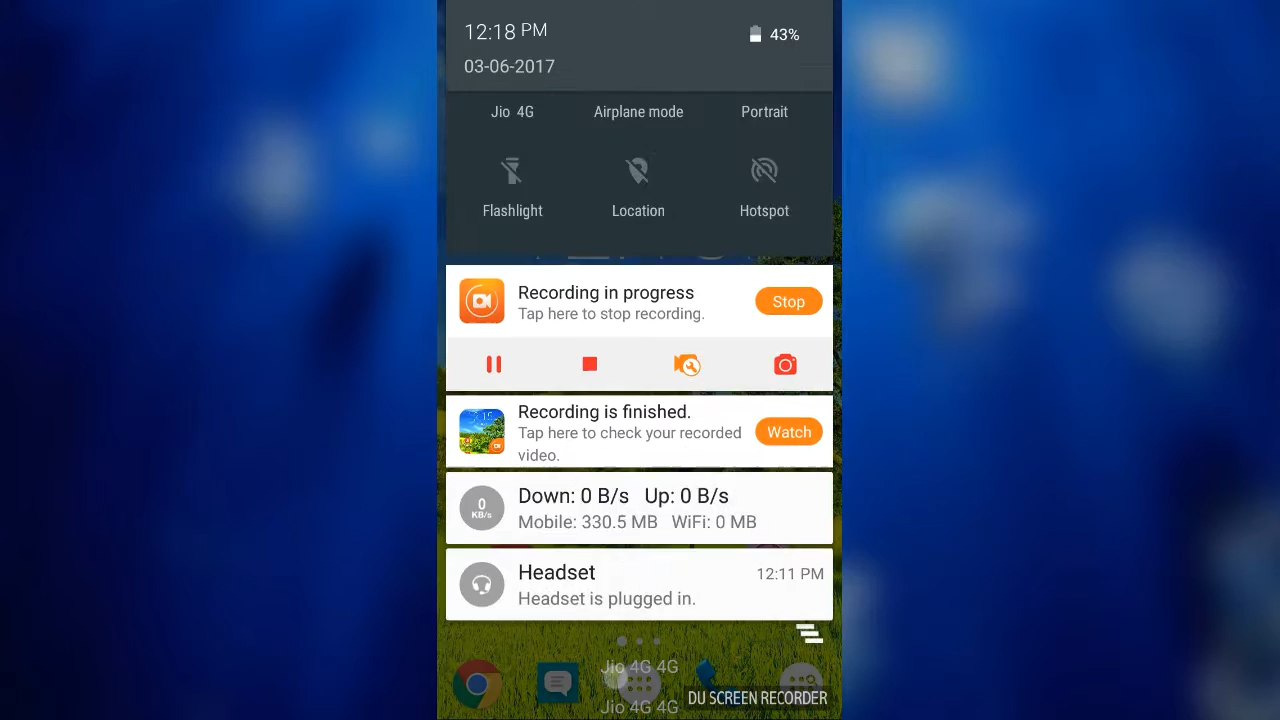 12:18 PM
43%
03-06-2017
Jio 4G
Airplane mode
Portrait
Flashlight
Location
Hotspot
Recording in progress
Tap here to stop recording.
Stop
Recording is finished.
Tap here to check your recorded
video.
Watch
0
KB/s
Down: 0 B/s Up: 0 B/s
Mobile: 330.5 MB WiFi: 0 MB
Headset
12:11 PM
Headset is plugged in.
Jio 4G 4G
DU SCREEN RECORDER
Jio 4G 4G